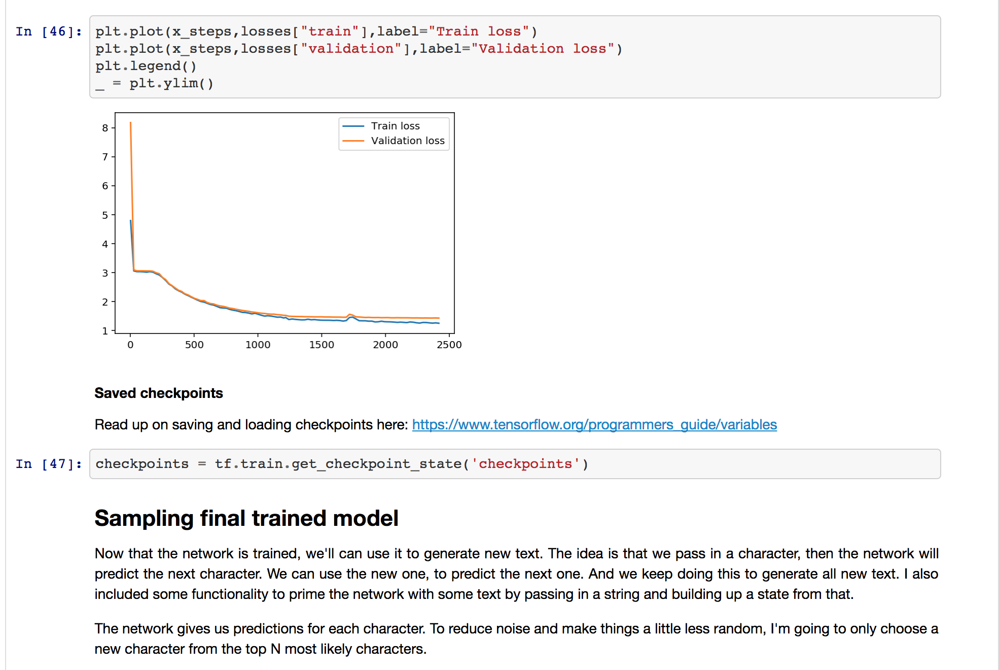 In [46]:
plt.plot(x_steps,losses["train"],label="Train loss")
plt.plot(x_steps,losses["validation"],label="Validation loss")
plt.legend()
_ = plt.ylim()
Train loss
Validation loss
8
7
6
5
4
3
2
1
0 500 1000 1500 2000 2500
Saved checkpoints
Read up on saving and loading checkpoints here: https://www.tensorflow.org/programmers_guide/variables
In [47]:
checkpoints = tf.train.get_checkpoint_state('checkpoints')
Sampling final trained model
Now that the network is trained, we'll can use it to generate new text. The idea is that we pass in a character, then the network will
predict the next character. We can use the new one, to predict the next one. And we keep doing this to generate all new text. I also
included some functionality to prime the network with some text by passing in a string and building up a state from that.
The network gives us predictions for each character. To reduce noise and make things a little less random, I'm going to only choose a
new character from the top N most likely characters.